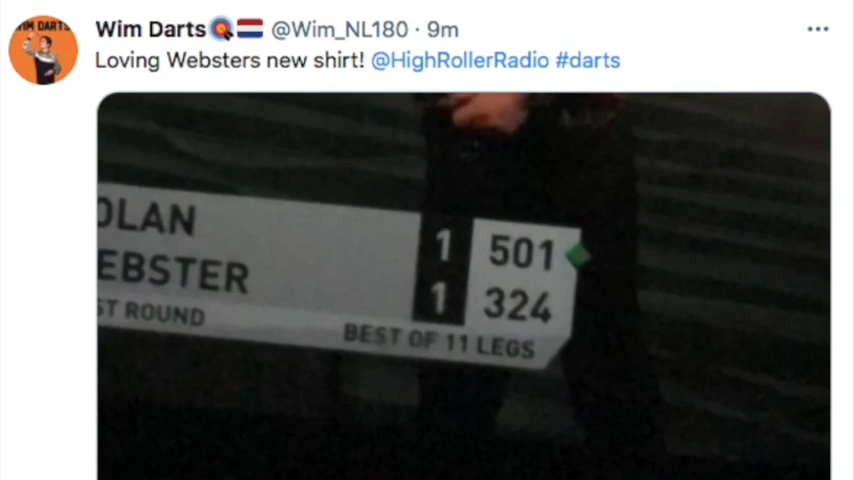 Wim Darts @Wim_NL180 · 9m
Loving Websters new shirt! @HighRollerRadio #darts
OLAN 1 501
EBSTER 1 324
ST ROUND BEST OF 11 LEGS